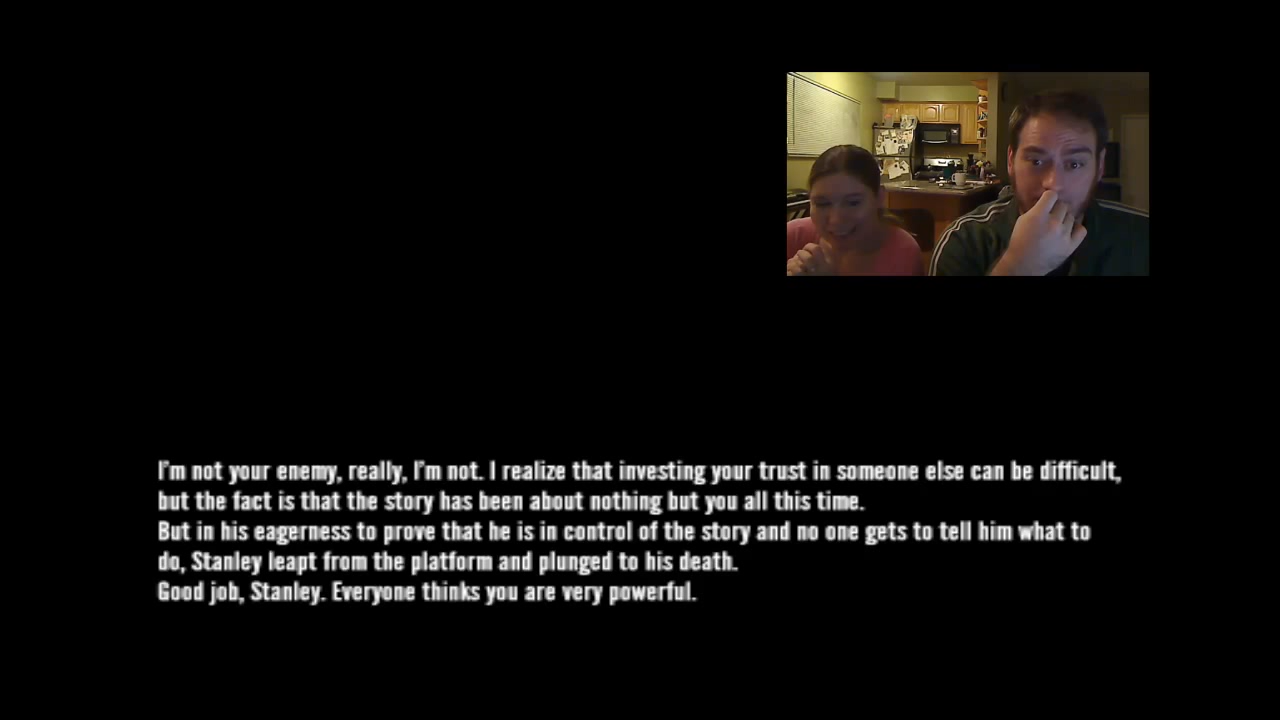 I'm not your enemy, really, I'm not. I realize that investing your trust in someone else can be difficult,
but the fact is that the story has been about nothing but you all this time.
But in his eagerness to prove that he is in control of the story and no one gets to tell him what to
do, Stanley leapt from the platform and plunged to his death.
Good job, Stanley. Everyone thinks you are very powerful.